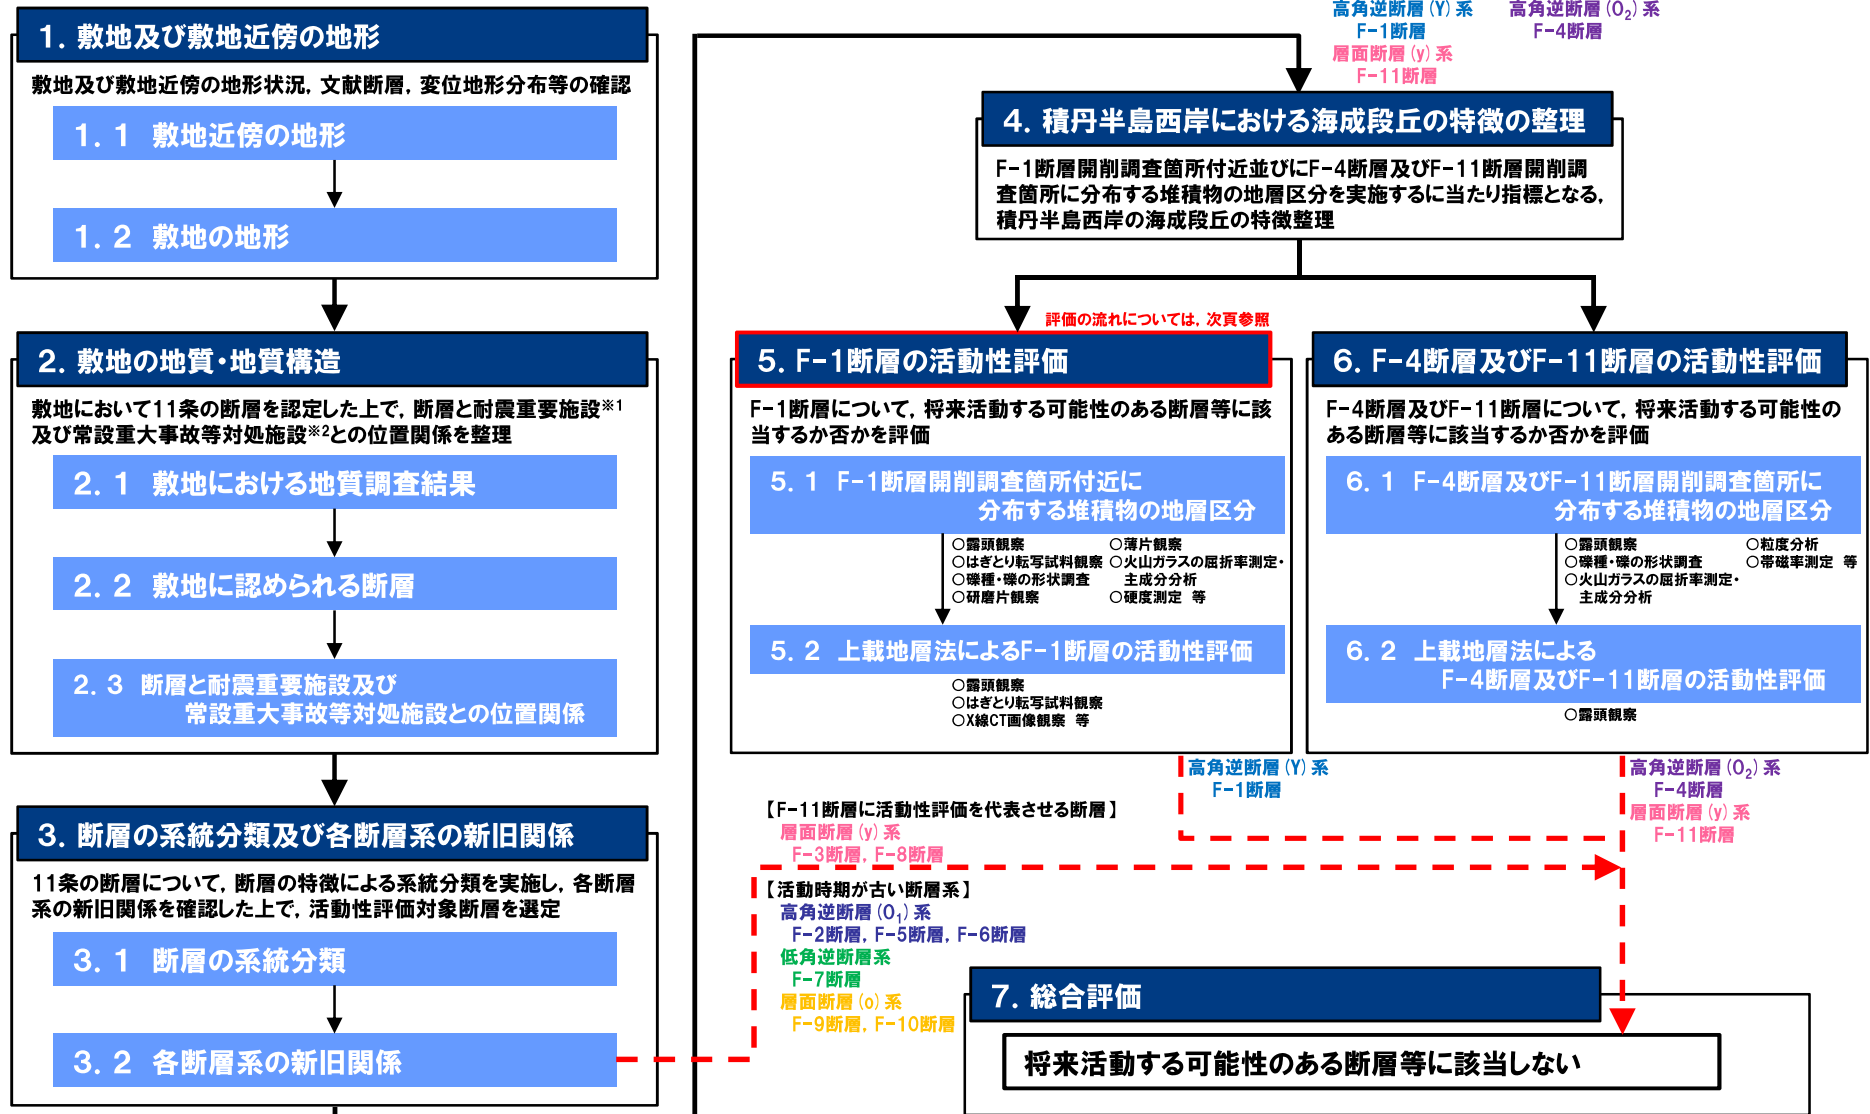 1. 敷地及び敷地近傍の地形
敷地及び敷地近傍の地形状況, 文献断層, 変位地形分布等の確認
1. 1 敷地近傍の地形
1. 2 敷地の地形
2. 敷地の地質・地質構造
敷地において11条の断層を認定した上で, 断層と耐震重要施設※1
及び常設重大事故等対処施設※2との位置関係を整理
2. 1 敷地における地質調査結果
2. 2 敷地に認められる断層
2. 3 断層と耐震重要施設及び
常設重大事故等対処施設との位置関係
3. 断層の系統分類及び各断層系の新旧関係
11条の断層について, 断層の特徴による系統分類を実施し, 各断層
系の新旧関係を確認した上で, 活動性評価対象断層を選定
3. 1 断層の系統分類
3. 2 各断層系の新旧関係
高角逆断層(Y)系
F-1断層
層面断層(y)系
F-11断層
高角逆断層(O2)系
F-4断層
4. 積丹半島西岸における海成段丘の特徴の整理
F-1断層開削調査箇所付近並びにF-4断層及びF-11断層開削調
査箇所に分布する堆積物の地層区分を実施するに当たり指標となる,
積丹半島西岸の海成段丘の特徴整理
評価の流れについては, 次頁参照
5. F-1断層の活動性評価
F-1断層について, 将来活動する可能性のある断層等に該
当するか否かを評価
5. 1 F-1断層開削調査箇所付近に
分布する堆積物の地層区分
○露頭観察
○はぎとり転写試料観察
○礫種・礫の形状調査
○研磨片観察
○薄片観察
○火山ガラスの屈折率測定・
主成分分析
○硬度測定 等
5. 2 上載地層法によるF-1断層の活動性評価
○露頭観察
○はぎとり転写試料観察
○X線CT画像観察 等
6. F-4断層及びF-11断層の活動性評価
F-4断層及びF-11断層について, 将来活動する可能性の
ある断層等に該当するか否かを評価
6. 1 F-4断層及びF-11断層開削調査箇所に
分布する堆積物の地層区分
○露頭観察
○礫種・礫の形状調査
○火山ガラスの屈折率測定・
主成分分析
○粒度分析
○帯磁率測定 等
6. 2 上載地層法による
F-4断層及びF-11断層の活動性評価
○露頭観察
高角逆断層(Y)系
F-1断層
高角逆断層(O2)系
F-4断層
層面断層(y)系
F-11断層
【F-11断層に活動性評価を代表させる断層】
層面断層(y)系
F-3断層, F-8断層
【活動時期が古い断層系】
高角逆断層(O1)系
F-2断層, F-5断層, F-6断層
低角逆断層系
F-7断層
層面断層(o)系
F-9断層, F-10断層
7. 総合評価
将来活動する可能性のある断層等に該当しない